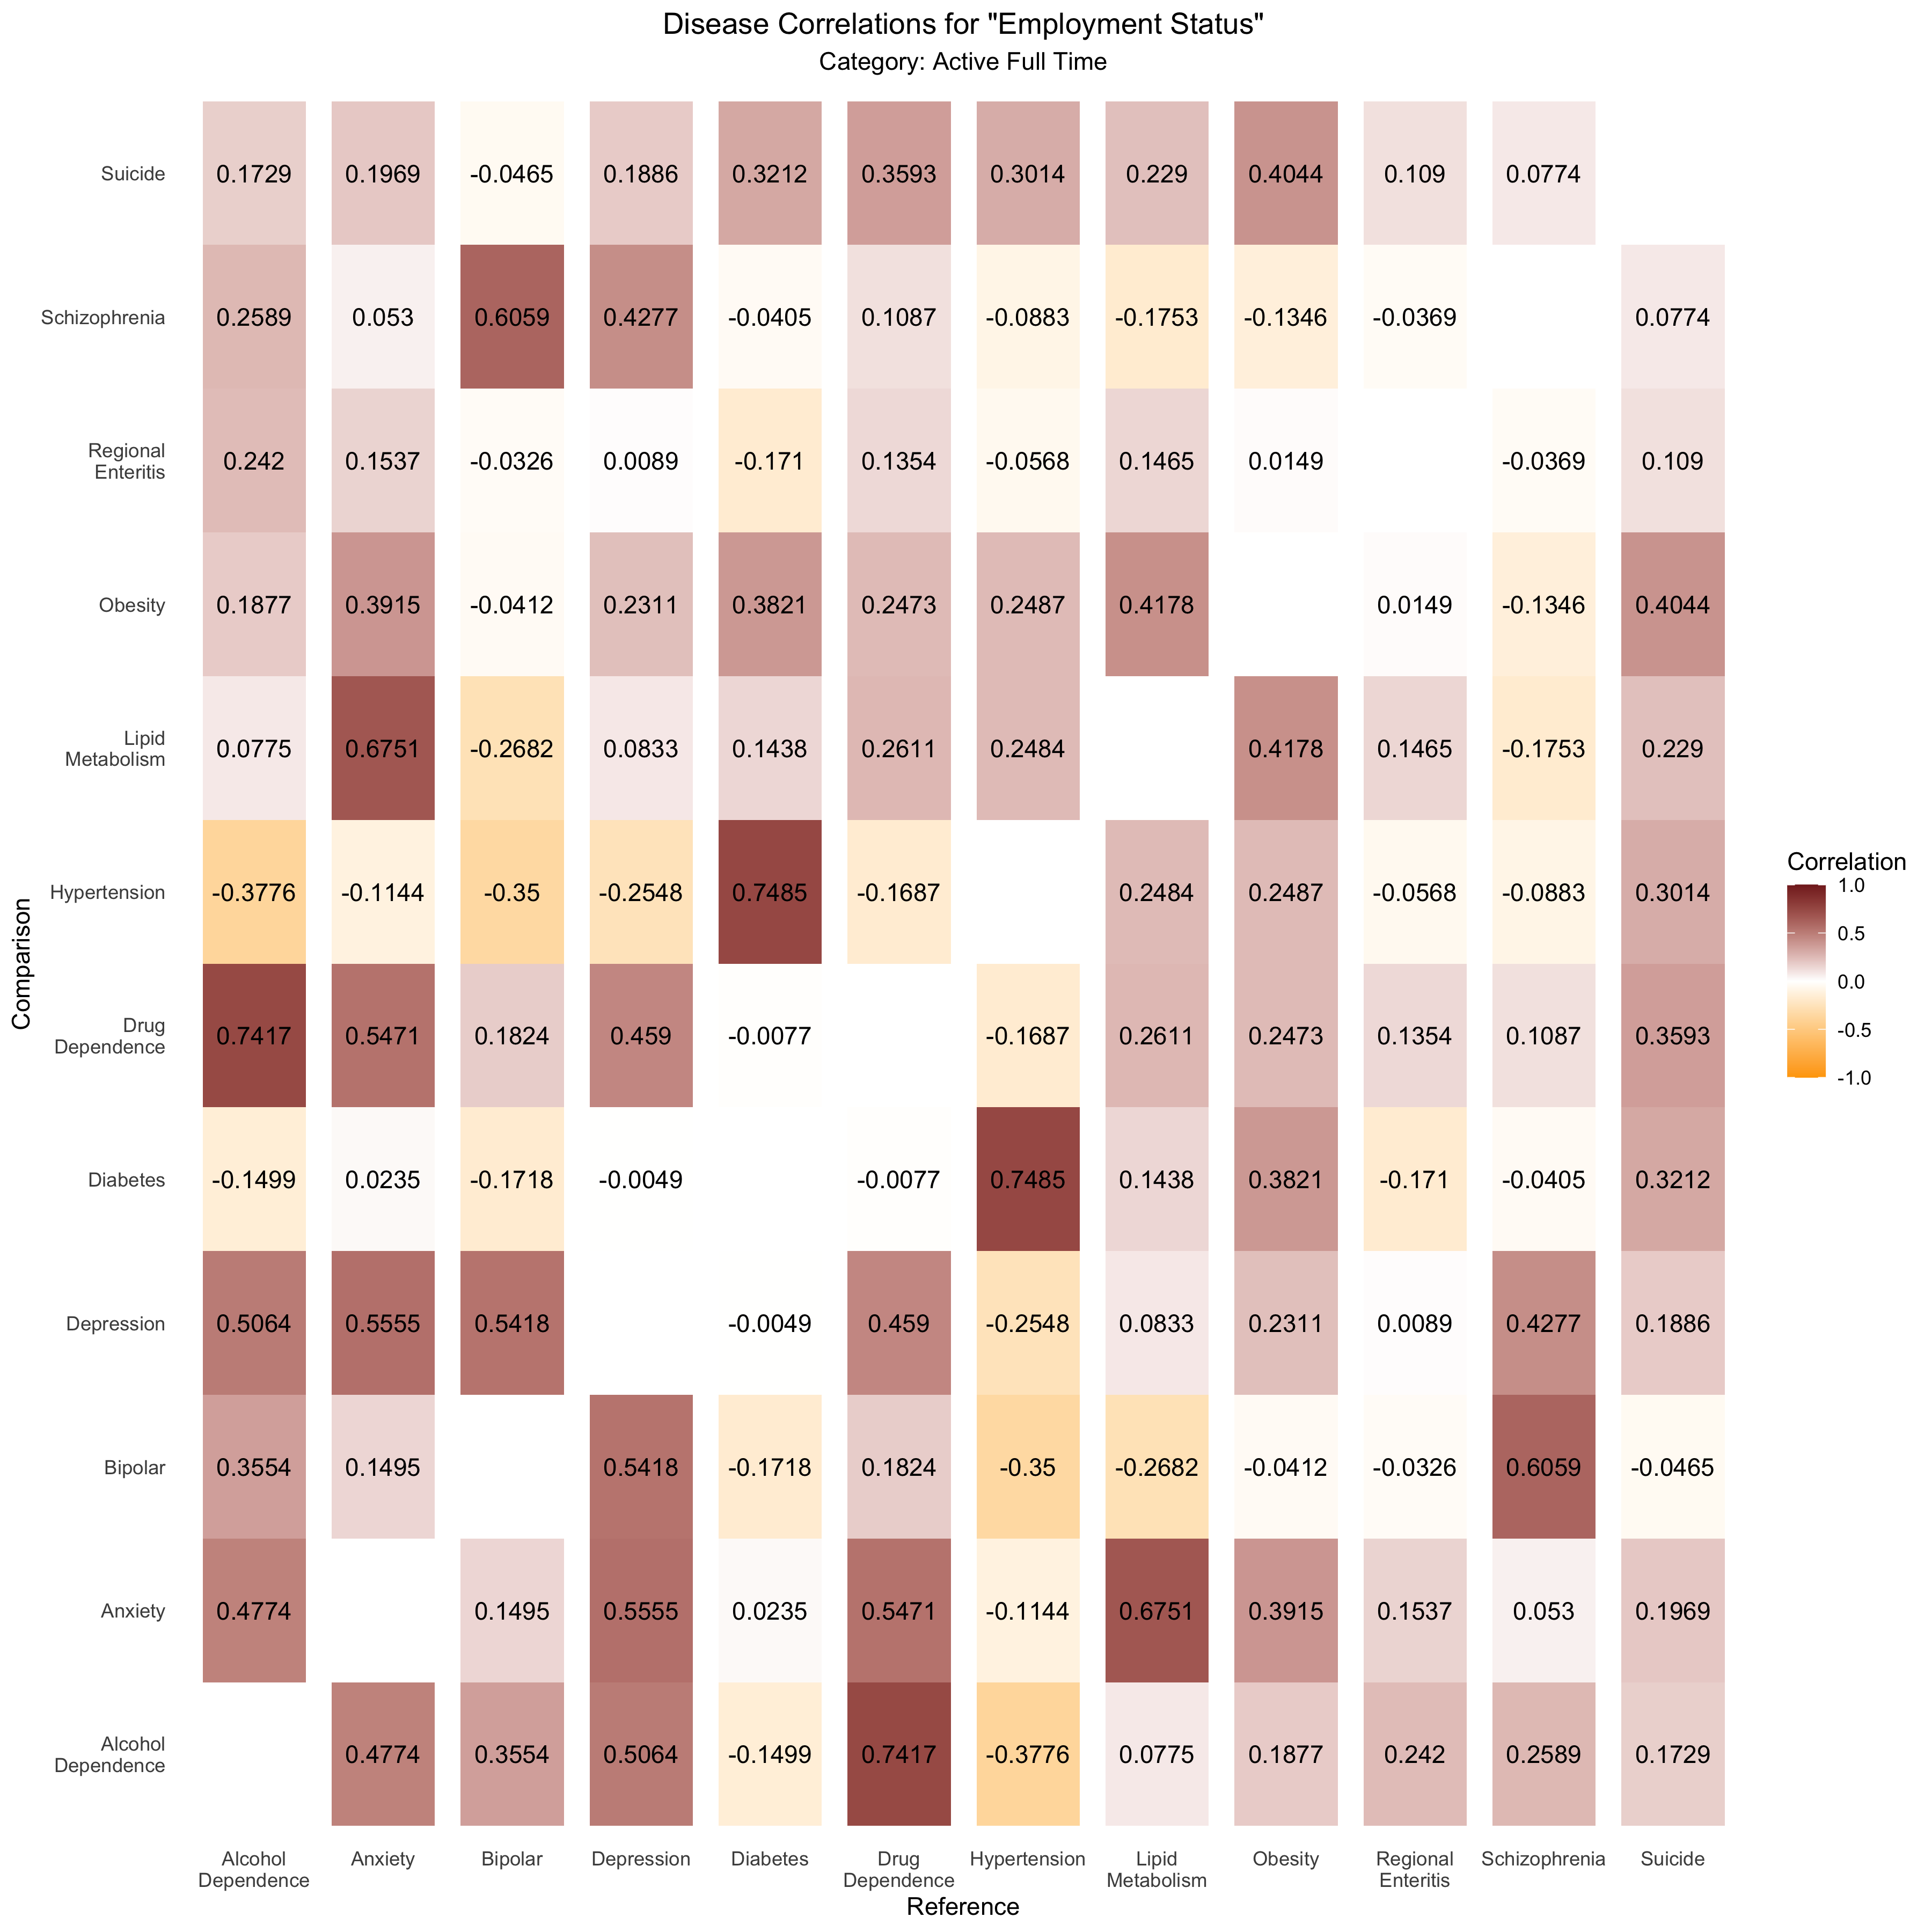 Disease Correlations for "Employment Status"
Category: Active Full Time
Comparison
Suicide 0.1729 0.1969 -0.0465 0.1886 0.3212 0.3593 0.3014 0.229 0.4044 0.109 0.0774
Schizophrenia 0.2589 0.053 0.6059 0.4277 -0.0405 0.1087 -0.0883 -0.1753 -0.1346 -0.0369 0.0774
Regional
Enteritis 0.242 0.1537 -0.0326 0.0089 -0.171 0.1354 -0.0568 0.1465 0.0149 -0.0369 0.109
Obesity 0.1877 0.3915 -0.0412 0.2311 0.3821 0.2473 0.2487 0.4178 0.0149 -0.1346 0.4044
Lipid
Metabolism 0.0775 0.6751 -0.2682 0.0833 0.1438 0.2611 0.2484 0.4178 0.1465 -0.1753 0.229
Hypertension -0.3776 -0.1144 -0.35 -0.2548 0.7485 -0.1687 0.2484 0.2487 -0.0568 -0.0883 0.3014
Drug
Dependence 0.7417 0.5471 0.1824 0.459 -0.0077 -0.1687 0.2611 0.2473 0.1354 0.1087 0.3593
Diabetes -0.1499 0.0235 -0.1718 -0.0049 -0.0077 0.7485 0.1438 0.3821 -0.171 -0.0405 0.3212
Depression 0.5064 0.5555 0.5418 -0.0049 0.459 -0.2548 0.0833 0.2311 0.0089 0.4277 0.1886
Bipolar 0.3554 0.1495 0.5418 -0.1718 0.1824 -0.35 -0.2682 -0.0412 -0.0326 0.6059 -0.0465
Anxiety 0.4774 0.1495 0.5555 0.0235 0.5471 -0.1144 0.6751 0.3915 0.1537 0.053 0.1969
Alcohol
Dependence 0.4774 0.3554 0.5064 -0.1499 0.7417 -0.3776 0.0775 0.1877 0.242 0.2589 0.1729
Alcohol Anxiety Bipolar Depression Diabetes Drug Hypertension Lipid Obesity Regional Schizophrenia Suicide
Dependence Dependence Metabolism Enteritis
Reference
Correlation
1.0
0.5
0.0
-0.5
-1.0